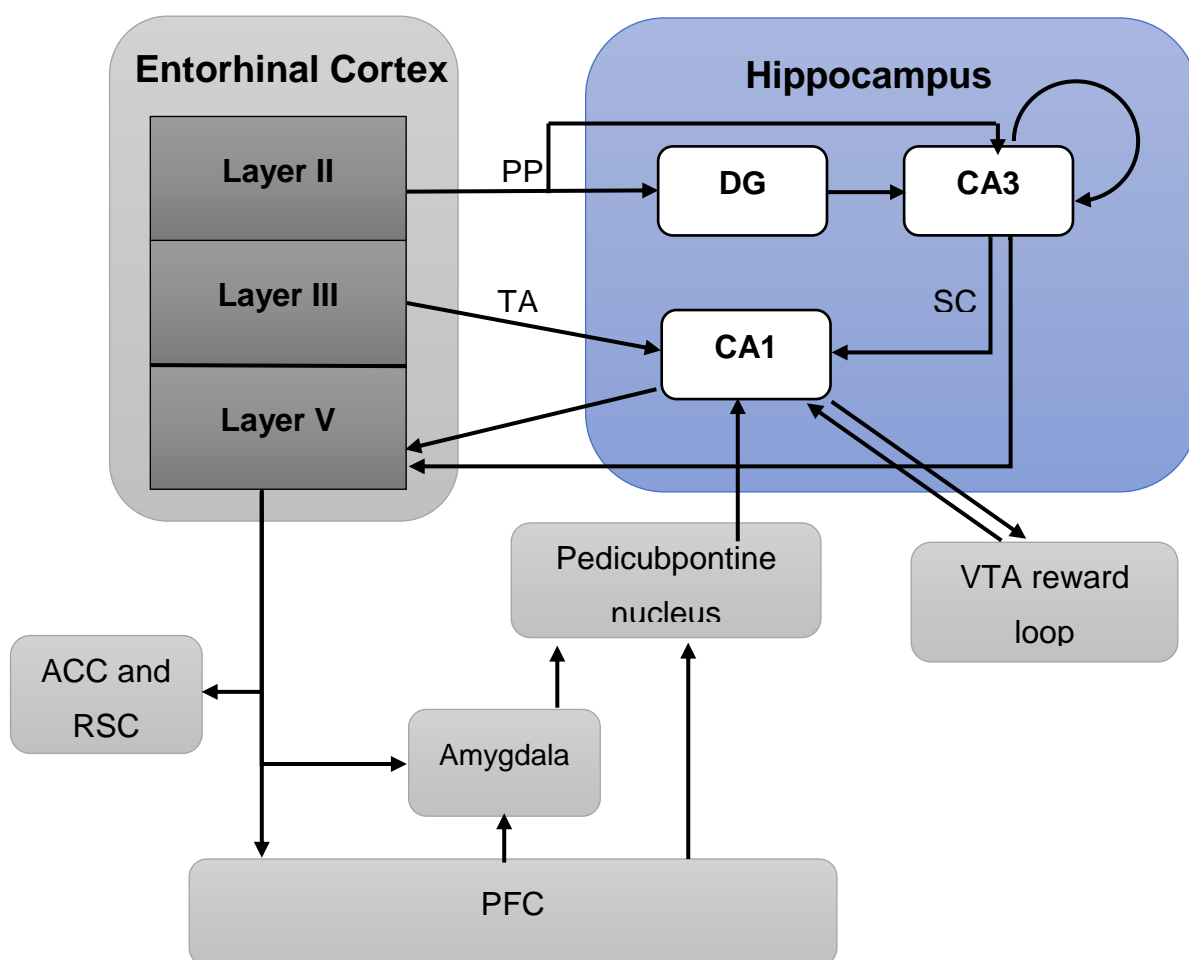 Entorhinal Cortex
Hippocampus
Layer II
PP
DG
CA3
Layer III
TA
SC
CA1
Layer V
Pedicubpontine
nucleus
VTA reward
loop
ACC and
RSC
Amygdala
PFC